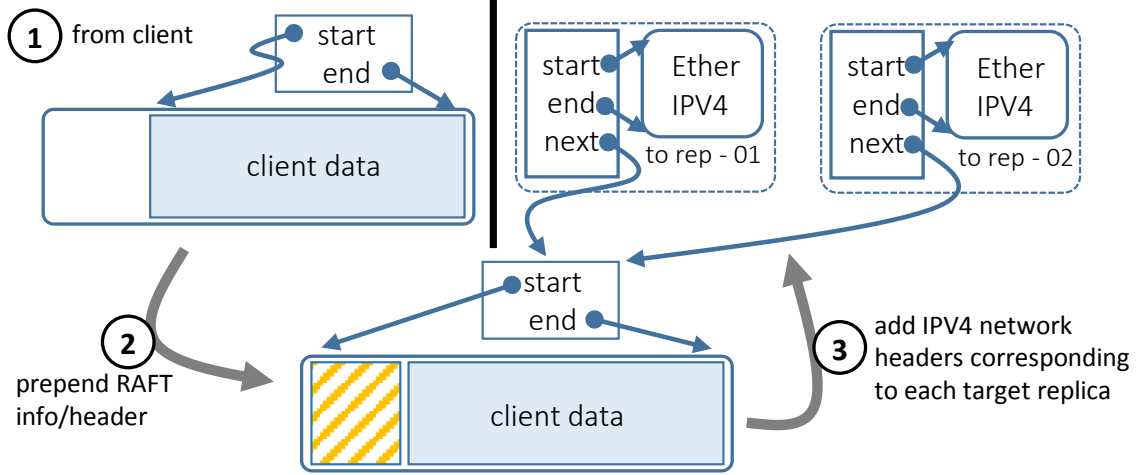 1
from client
start
end
client data
start
end
next
Ether
IPV4
to rep - 01
start
end
next
Ether
IPV4
to rep - 02
2
prepend RAFT
info/header
start
end
client data
3
add IPV4 network
headers corresponding
to each target replica